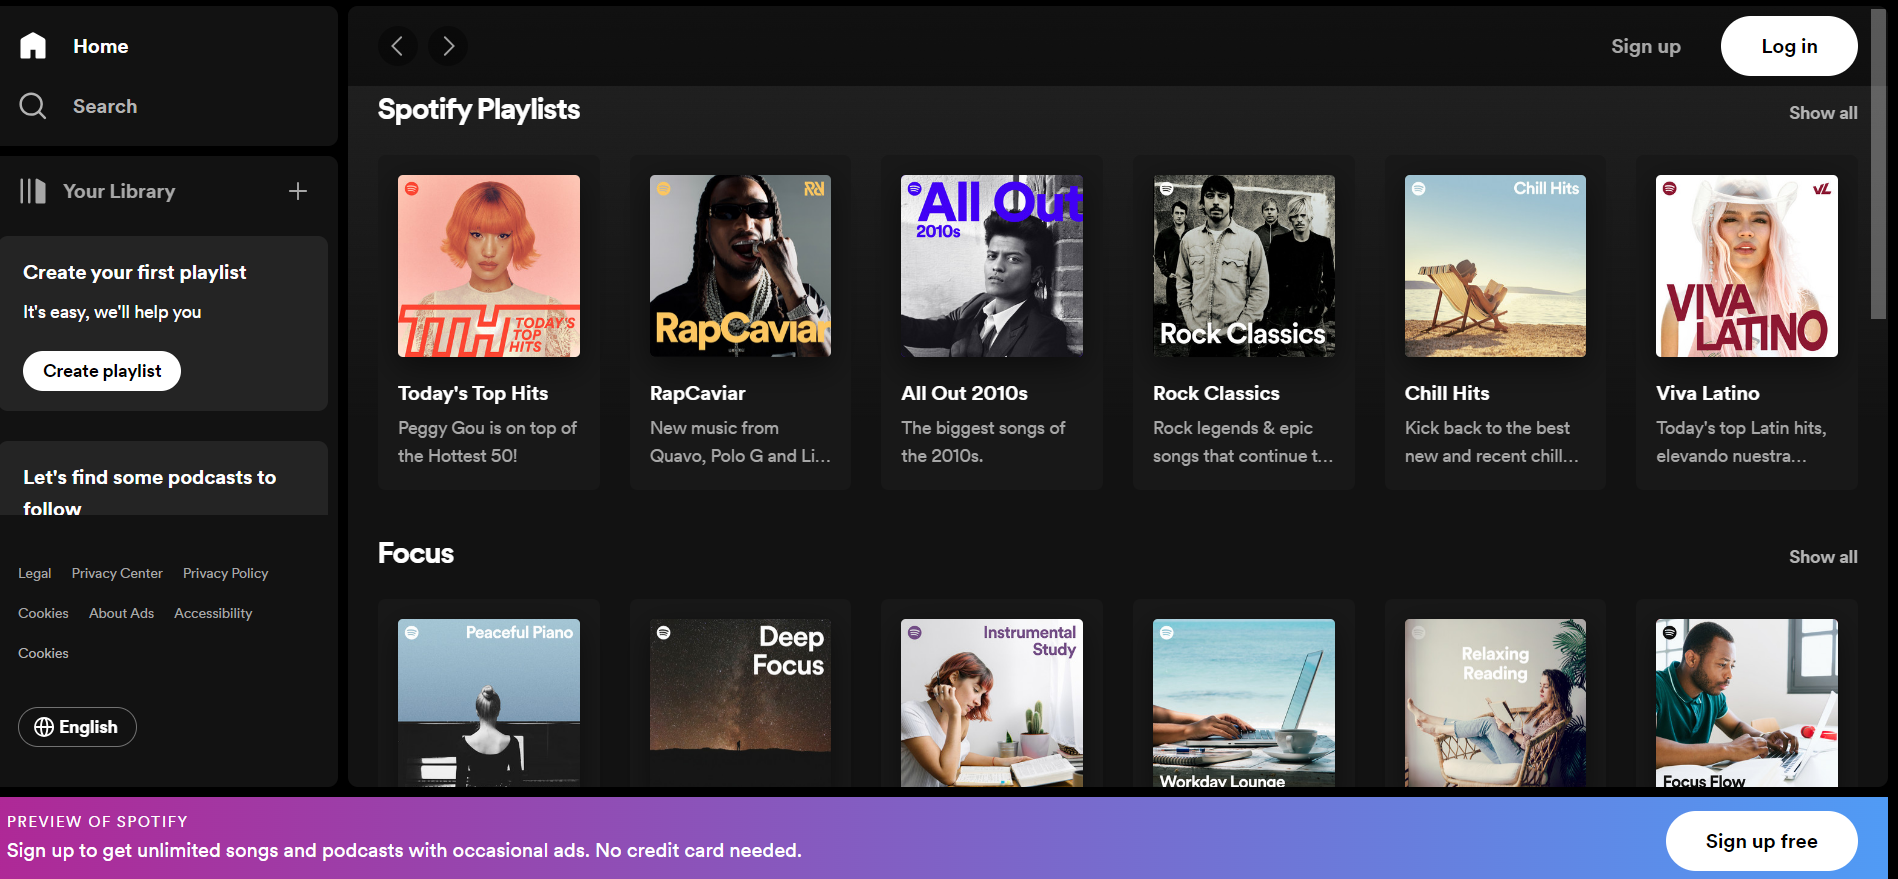 Home
Search
Your Library
Create your first playlist
It's easy, we'll help you
Create playlist
Let's find some podcasts to
follow
Legal Privacy Center Privacy Policy
Cookies About Ads Accessibility
Cookies
English
Sign up
Log in
Spotify Playlists
Show all
TTH
TODAY'S
TOP
HITS
Today's Top Hits
Peggy Gou is on top of
the Hottest 50!
RapCaviar
RapCaviar
New music from
Quavo, Polo G and Li...
All Out
2010s
All Out 2010s
The biggest songs of
the 2010s.
Rock Classics
Rock Classics
Rock legends & epic
songs that continue t...
Chill Hits
Chill Hits
Kick back to the best
new and recent chill...
VL
VIVA
LATINO
Viva Latino
Today's top Latin hits,
elevando nuestra...
Focus
Show all
Peaceful Piano
Deep
Focus
Instrumental
Study
Workday Lounge
Relaxing
Reading
Focus Flow
PREVIEW OF SPOTIFY
Sign up to get unlimited songs and podcasts with occasional ads. No credit card needed.
Sign up free